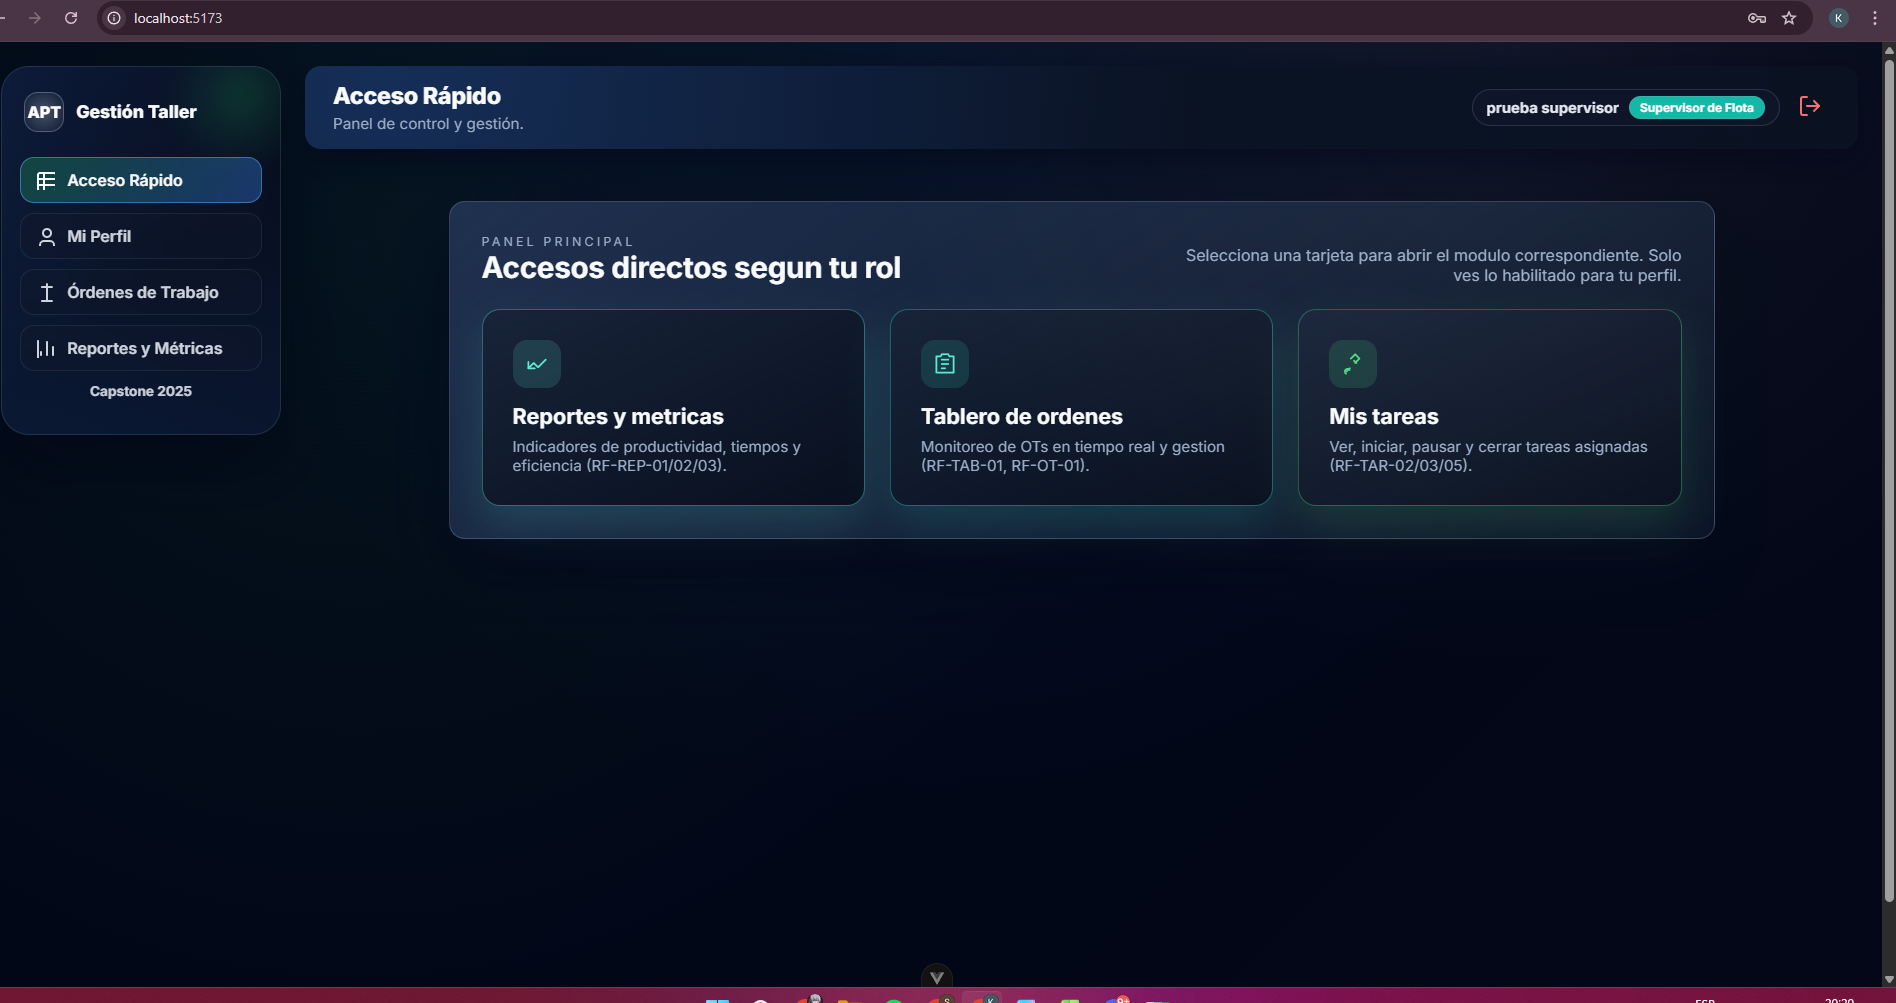 localhost:5173
K
APT Gestión Taller
Acceso Rápido
Mi Perfil
Órdenes de Trabajo
Reportes y Métricas
Capstone 2025
Acceso Rápido
Panel de control y gestión.
prueba supervisor Supervisor de Flota
PANEL PRINCIPAL
Accesos directos segun tu rol
Selecciona una tarjeta para abrir el modulo correspondiente. Solo
ves lo habilitado para tu perfil.
Reportes y metricas
Indicadores de productividad, tiempos y
eficiencia (RF-REP-01/02/03).
Tablero de ordenes
Monitoreo de OTs en tiempo real y gestion
(RF-TAB-01, RF-OT-01).
Mis tareas
Ver, iniciar, pausar y cerrar tareas asignadas
(RF-TAR-02/03/05).